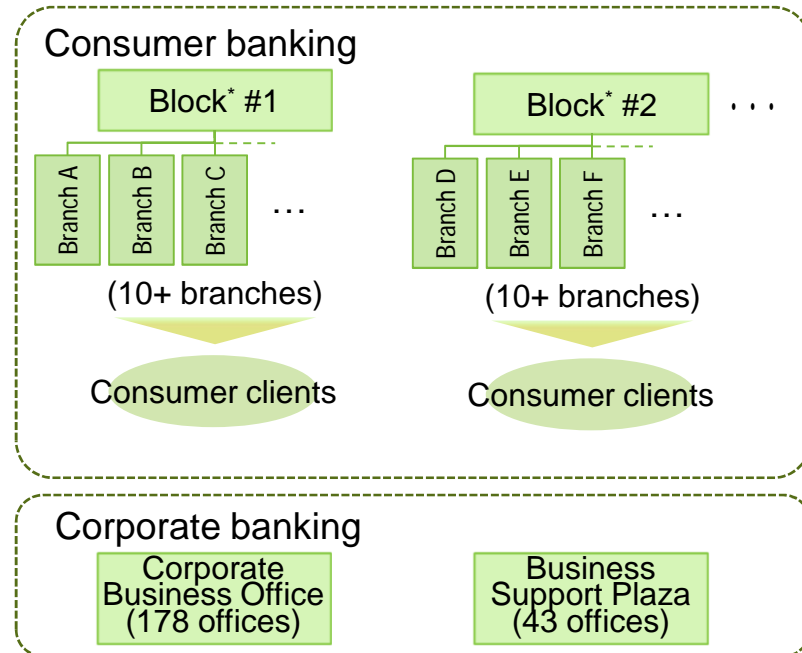 Consumer banking
Block* #1
Block* #2
• • •
Branch A
Branch B
Branch C
...
Branch D
Branch E
Branch F
...
(10+ branches)
(10+ branches)
Consumer clients
Consumer clients
Corporate banking
Corporate
Business Office
(178 offices)
Business
Support Plaza
(43 offices)